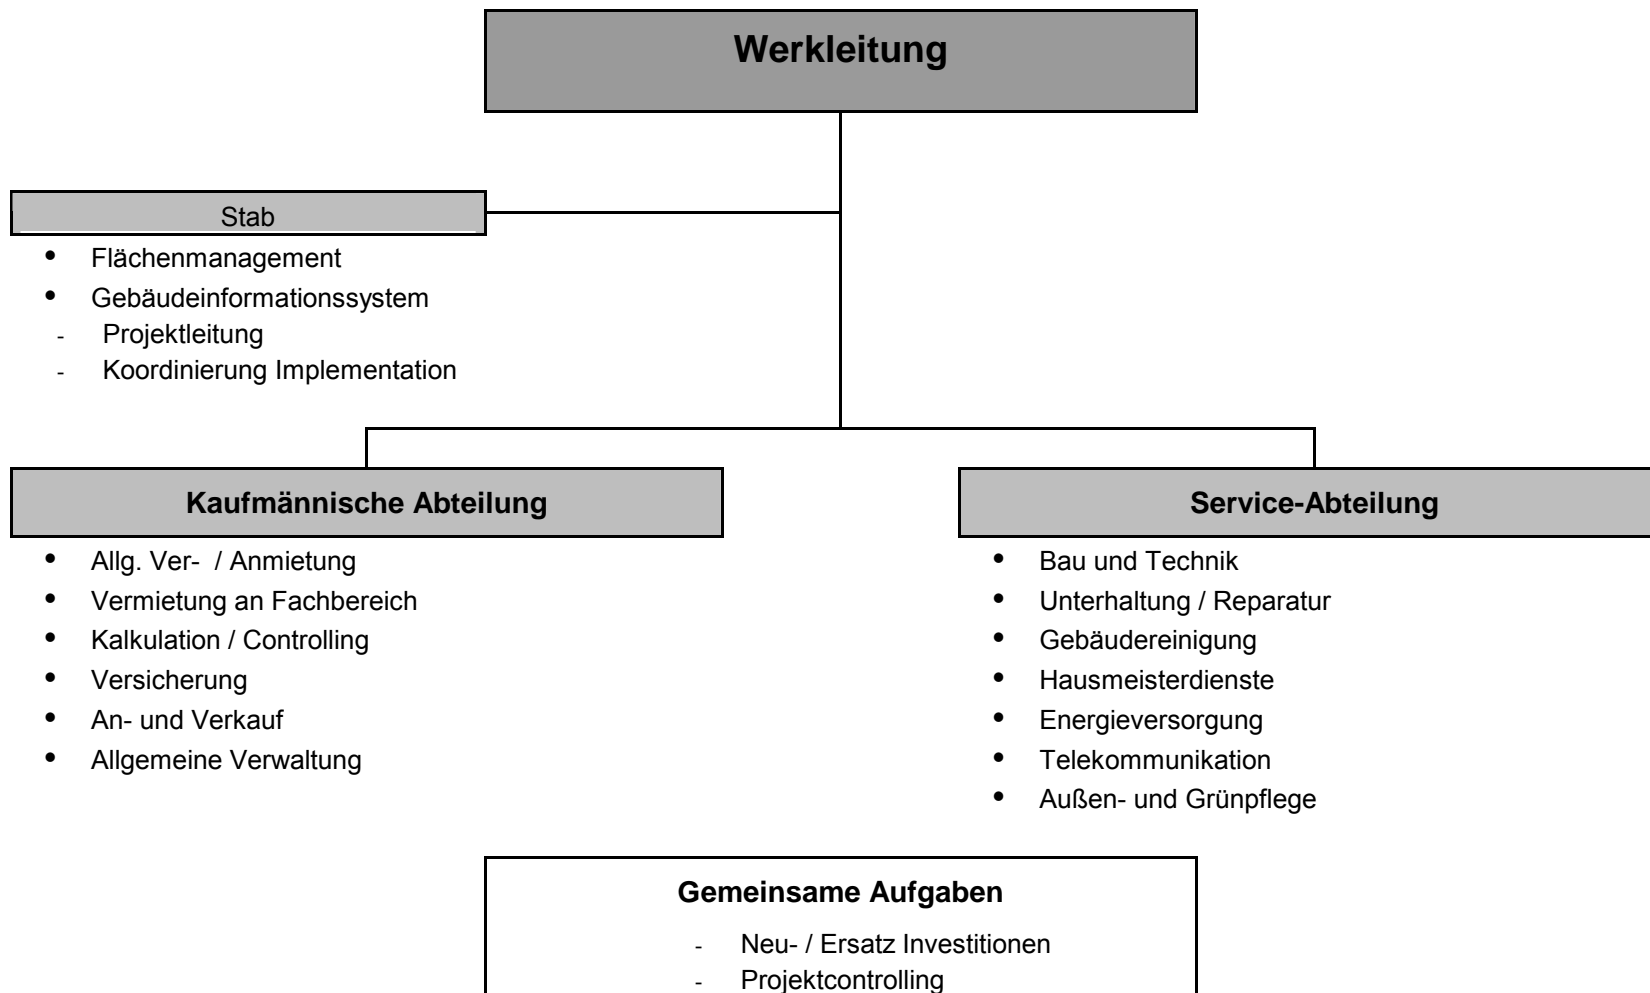 Werkleitung
Stab
• Flächenmanagement
• Gebäudeinformationssystem
- Projektleitung
- Koordinierung Implementation
Kaufmännische Abteilung
• Allg. Ver- / Anmietung
• Vermietung an Fachbereich
• Kalkulation / Controlling
• Versicherung
• An- und Verkauf
• Allgemeine Verwaltung
Service-Abteilung
• Bau und Technik
• Unterhaltung / Reparatur
• Gebäudereinigung
• Hausmeisterdienste
• Energieversorgung
• Telekommunikation
• Außen- und Grünpflege
Gemeinsame Aufgaben
- Neu- / Ersatz Investitionen
- Projektcontrolling